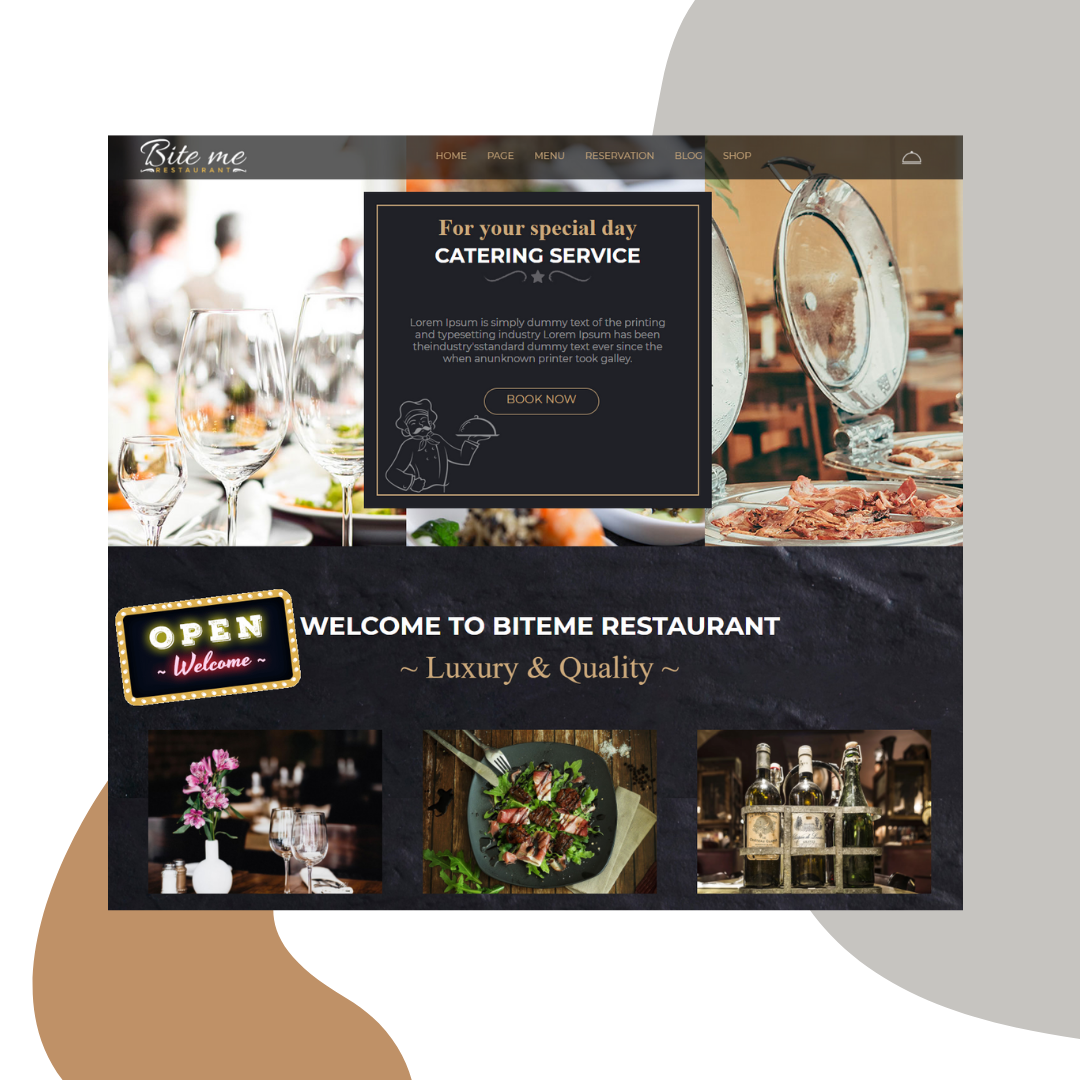 Bite me
RESTAURANT
HOME PAGE MENU RESERVATION BLOG SHOP
For your special day
CATERING SERVICE
Lorem Ipsum is simply dummy text of the printing
and typesetting industry Lorem Ipsum has been
theindustry'sstandard dummy text ever since the
when anunknown printer took galley.
BOOK NOW
OPEN
~ Welcome ~
WELCOME TO BITEME RESTAURANT
~ Luxury & Quality ~